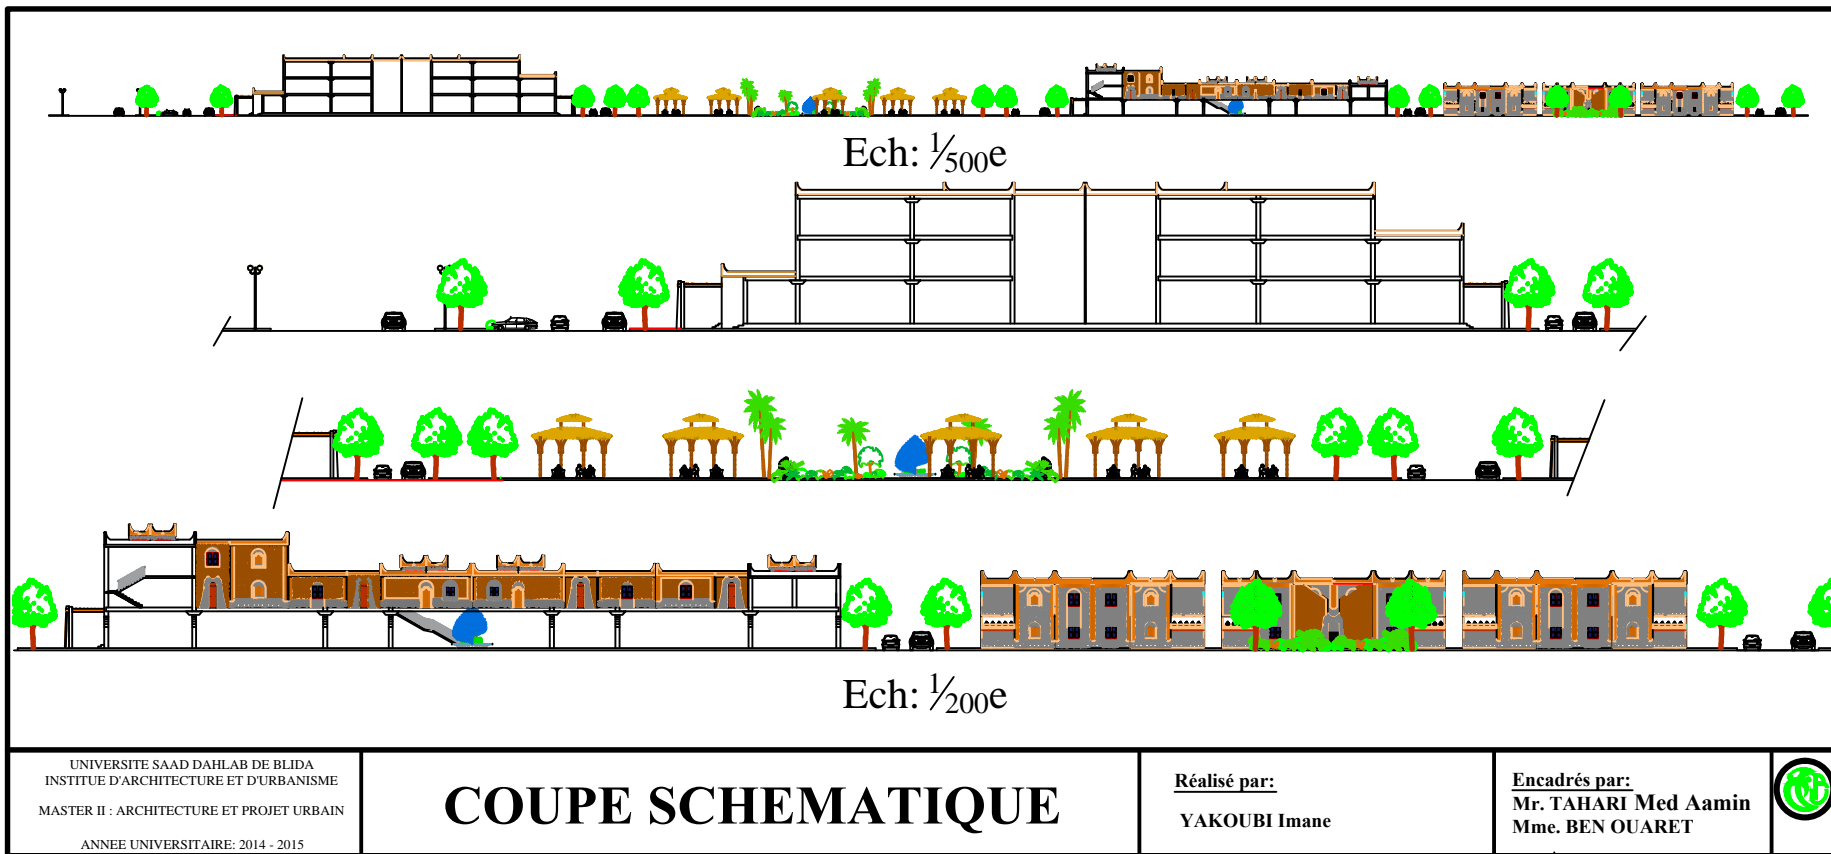 Ech: 1/500e
Ech: 1/200e
UNIVERSITE SAAD DAHLAB DE BLIDA
INSTITUE D'ARCHITECTURE ET D'URBANISME
MASTER II : ARCHITECTURE ET PROJET URBAIN
ANNEE UNIVERSITAIRE: 2014 - 2015
COUPE SCHEMATIQUE
Réalisé par:
YAKOUBI Imane
Encadrés par:
Mr. TAHARI Med Aamin
Mme. BEN OUARET